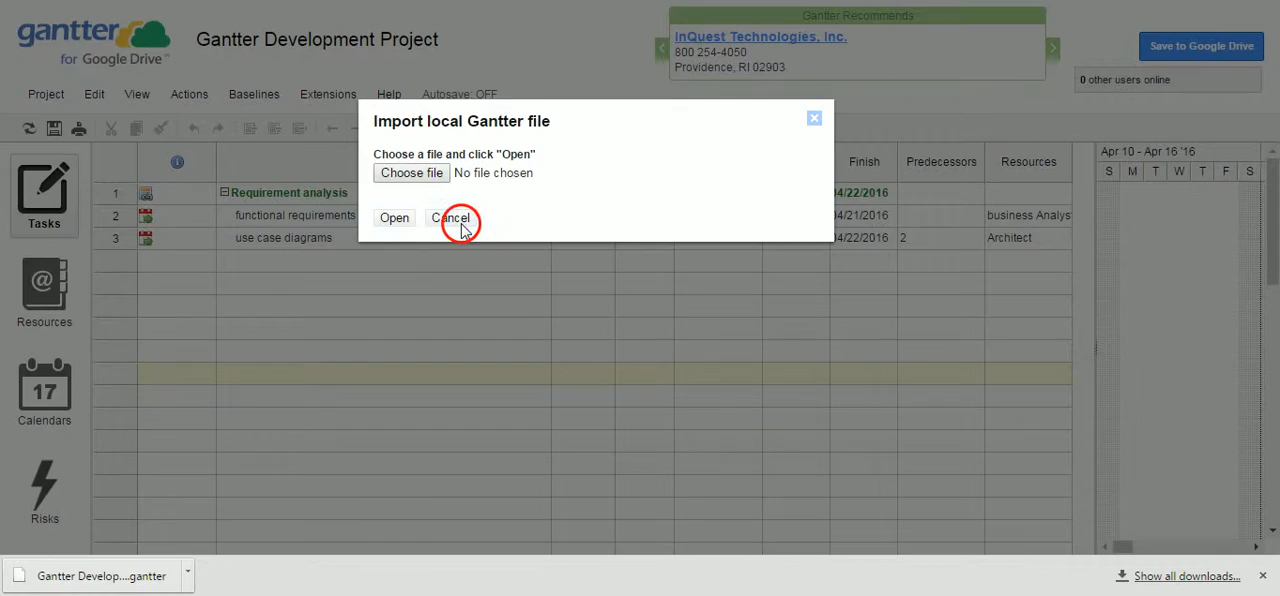 gantter
for Google Drive™
Gantter Development Project
Gantter Recommends
InQuest Technologies, Inc.
800 254-4050
Providence, RI 02903
Save to Google Drive
0 other users online
Project Edit View Actions Baselines Extensions Help Autosave: OFF
Import local Gantter file
Choose a file and click "Open"
Choose file No file chosen
Open Cancel
Finish Predecessors Resources
Apr 10 - Apr 16 '16
S M T W T F S
1 Requirement analysis 04/22/2016
2 functional requirements 04/21/2016 business Analys
3 use case diagrams 04/22/2016 2 Architect
Tasks
@
Resources
17
Calendars
Risks
Gantter Develop....gantter
Show all downloads...